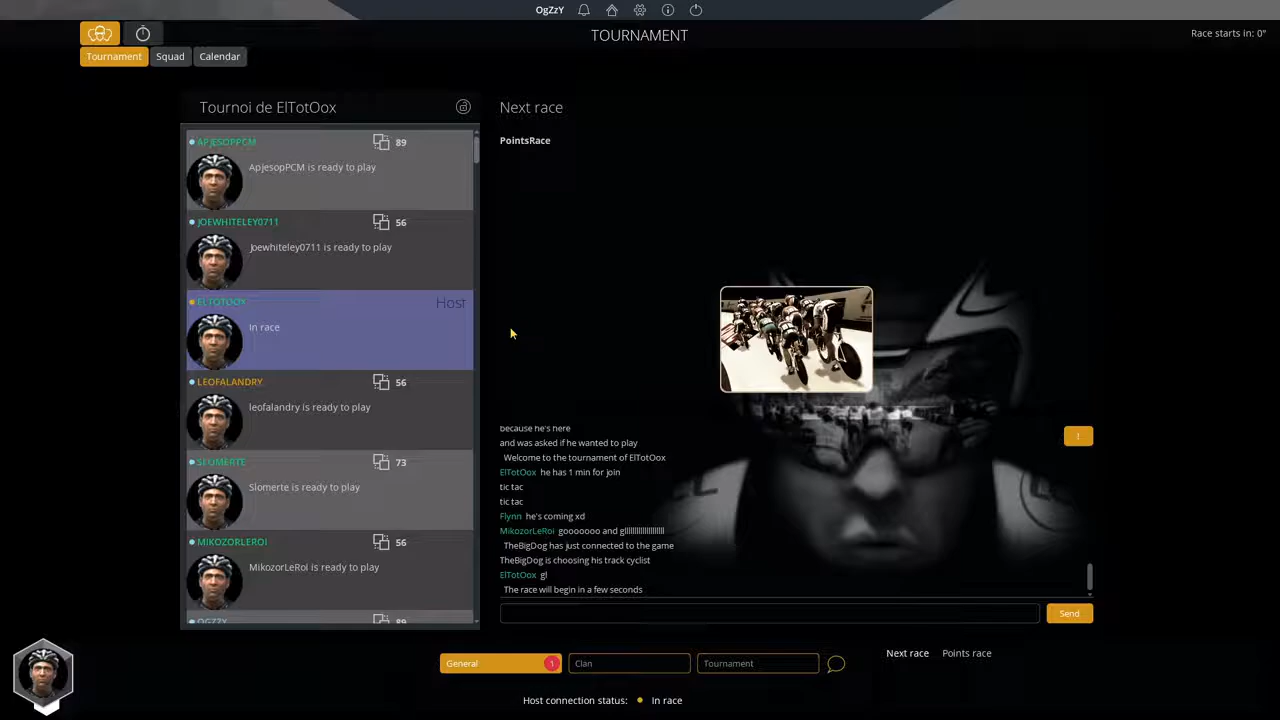 OgZzY
TOURNAMENT
Race starts in: 0"
Tournament
Squad
Calendar
Tournoi de ElTotOox
APJESOPPCM
89
ApjesopPCM is ready to play
JOEWHITELEY0711
56
Joewhiteley0711 is ready to play
ELTOTOOX
Host
In race
LEOFALANDRY
56
leofalandry is ready to play
SLOMERTE
73
Slomerte is ready to play
MIKOZORLEROI
56
MikozorLeRoi is ready to play
OGZZY
89
Next race
PointsRace
because he's here
and was asked if he wanted to play
Welcome to the tournament of ElTotOox
ElTotOox he has 1 min for join
tic tac
tic tac
Flynn he's coming xd
MikozorLeRoi gooooooo and glllllllllllllllllll
TheBigDog has just connected to the game
TheBigDog is choosing his track cyclist
ElTotOox gl
The race will begin in a few seconds
!
Send
General
1
Clan
Tournament
Next race Points race
Host connection status: In race